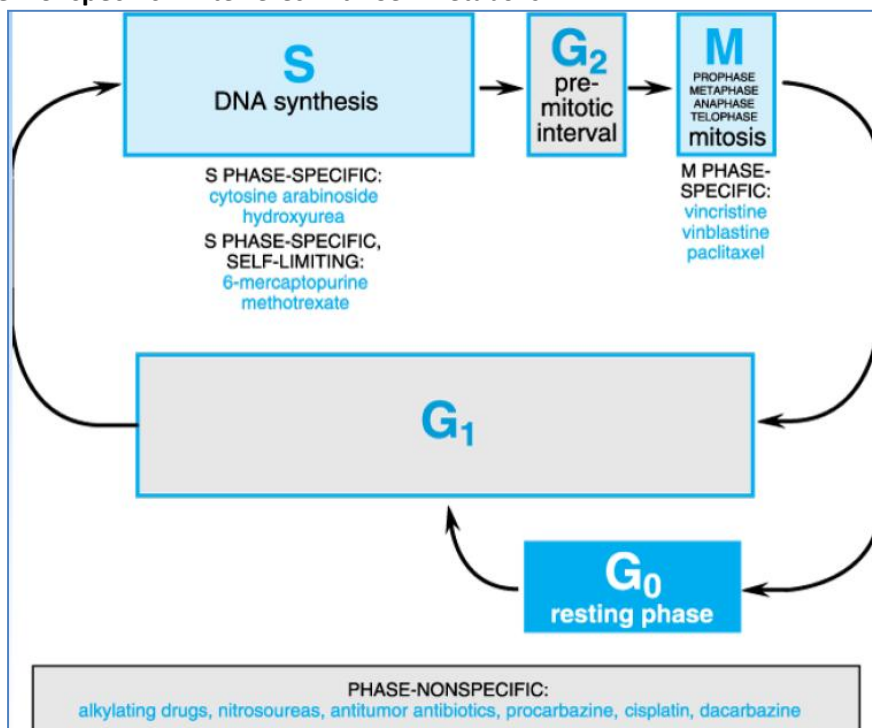 S
DNA synthesis
G2
pre-
mitotic
interval
M
PROPHASE
METAPHASE
ANAPHASE
TELOPHASE
mitosis
S PHASE-SPECIFIC:
cytosine arabinoside
hydroxyurea
S PHASE-SPECIFIC,
SELF-LIMITING:
6-mercaptopurine
methotrexate
M PHASE-
SPECIFIC:
vincristine
vinblastine
paclitaxel
G1
G0
resting phase
PHASE-NONSPECIFIC:
alkylating drugs, nitrosoureas, antitumor antibiotics, procarbazine, cisplatin, dacarbazine